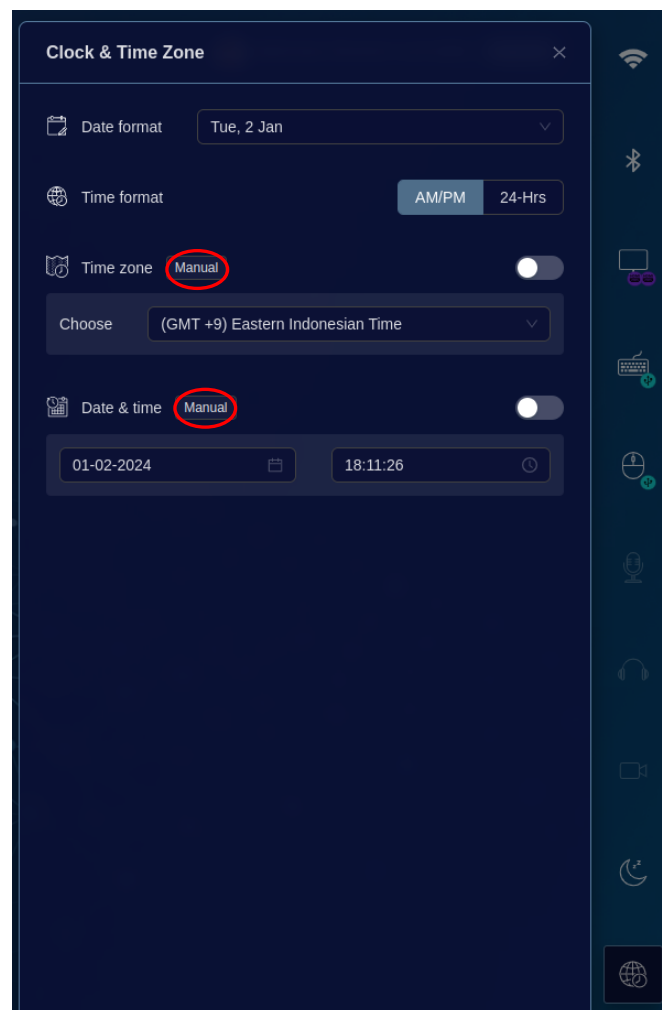 Clock & Time Zone
Date format Tue, 2 Jan
Time format AM/PM 24-Hrs
Time zone Manual
Choose (GMT +9) Eastern Indonesian Time
Date & time Manual
01-02-2024 18:11:26